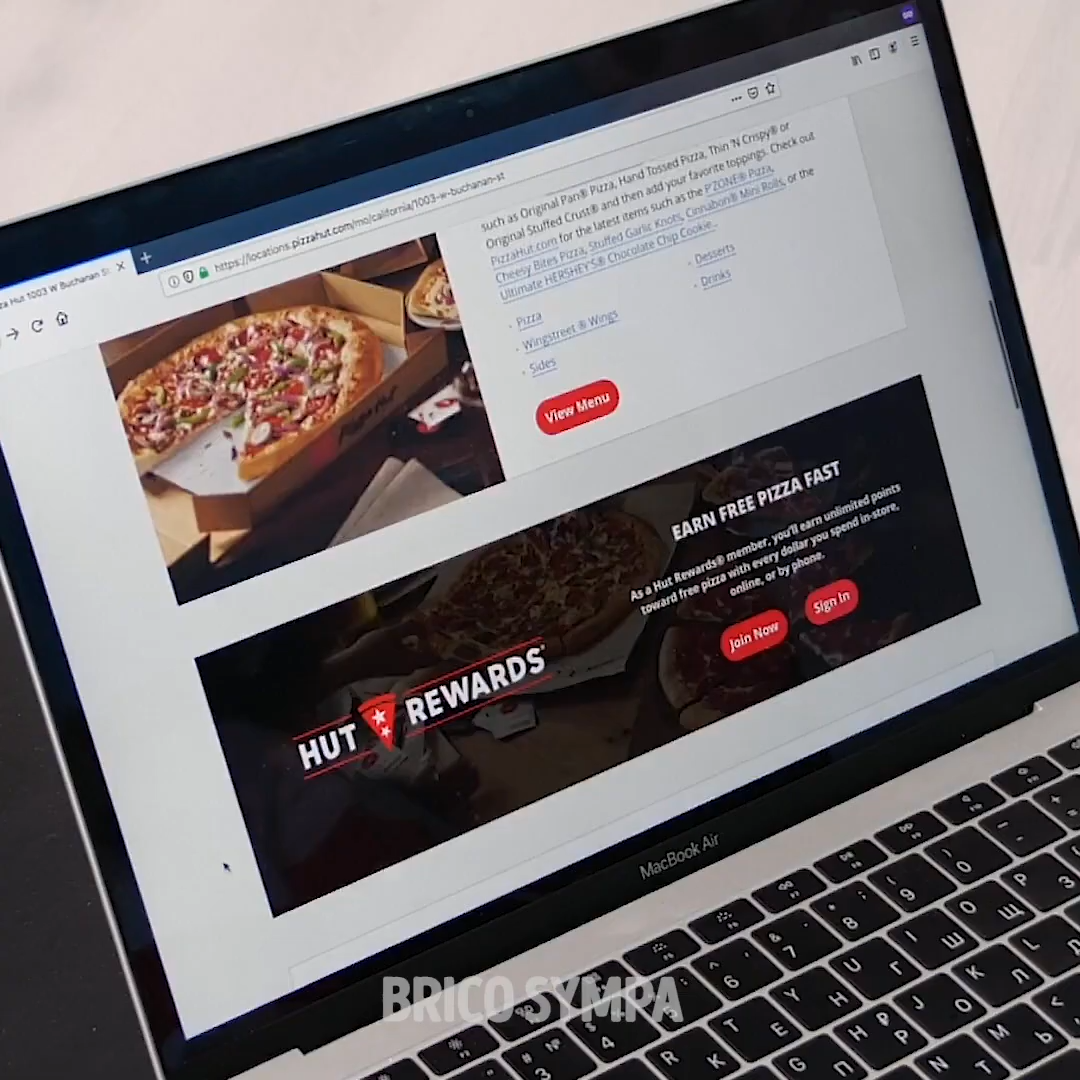 Pizza Hut 1003 W Buchanan St
https://locations.pizzahut.com/mo/california/1003-w-buchanan-st
such as Original Pan® Pizza, Hand Tossed Pizza, Thin 'N Crispy® or
Original Stuffed Crust® and then add your favorite toppings. Check out
PizzaHut.com for the latest items such as the P'ZONE® Pizza,
Cheesy Bites Pizza, Stuffed Garlic Knots, Cinnabon® Mini Rolls, or the
Ultimate HERSHEY'S® Chocolate Chip Cookie.
Pizza
Wingstreet ® Wings
Sides
Desserts
Drinks
View Menu
EARN FREE PIZZA FAST
As a Hut Rewards® member, you'll earn unlimited points
toward free pizza with every dollar you spend in-store,
online, or by phone.
Join Now
Sign In
HUT REWARDS
MacBook Air
BRICO SYMPA